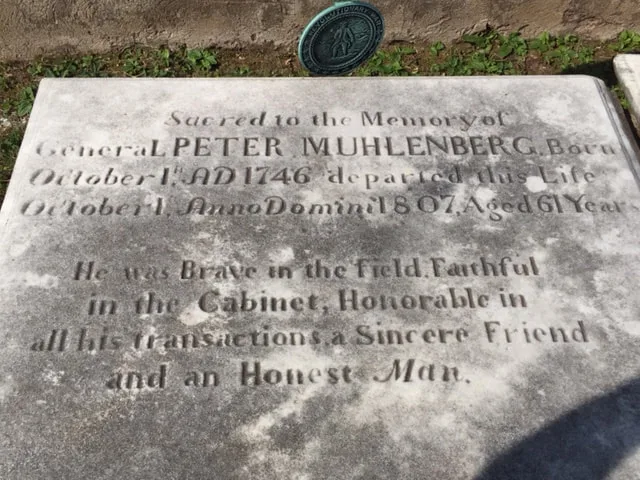 REVOLUTIONARY
Sacred to the Memory of
General PETER MUHLENBERG, Born
October 1st, AD 1746 departed this Life
October 1, Anno Domini 1807, Aged 61 Year
He was Brave in the field, Faithful
in the Cabinet, Honorable in
all his transactions, a Sincere Friend
and an Honest Man.